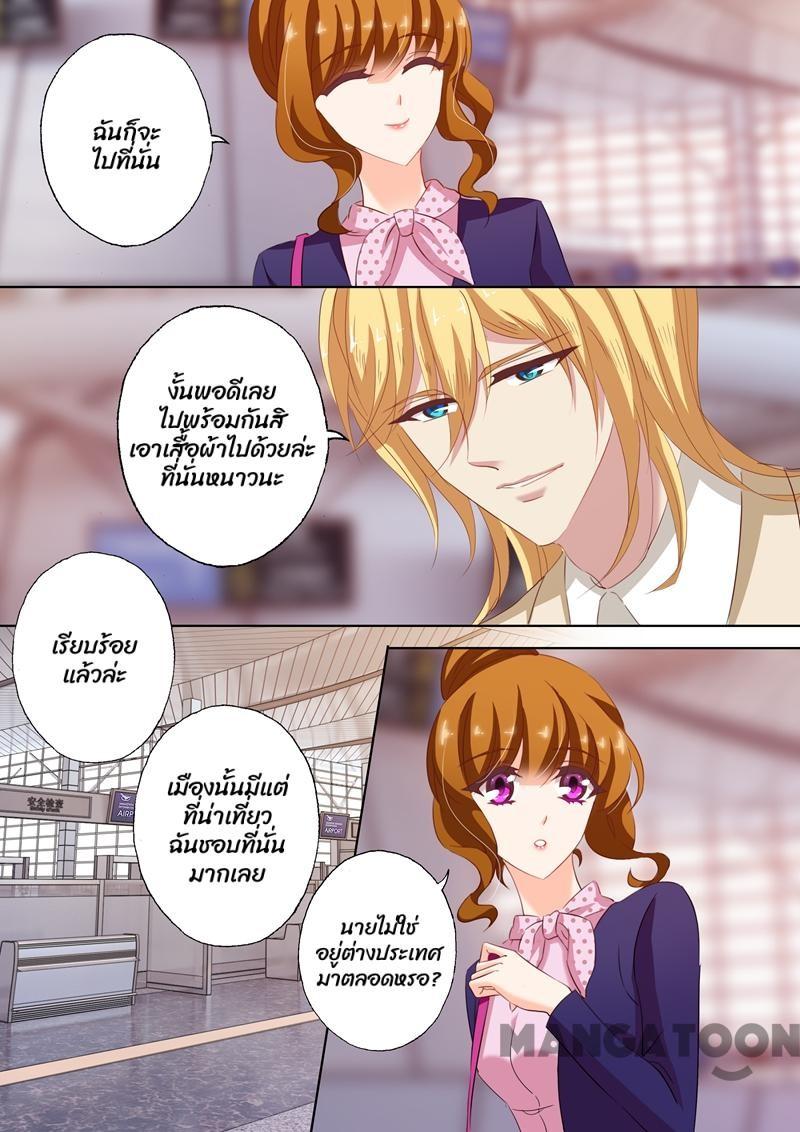 ฉันก็จะ
ไปที่นั่น
งั้นพอดีเลย
ไปพร้อมกันสิ
เอาเสื้อผ้าไปด้วยล่ะ
ที่นั่นหนาวนะ
เรียบร้อย
แล้วล่ะ
เมืองนั้นมีแต่
ที่น่าเที่ยว
ฉันชอบที่นั่น
มากเลย
安全检查
AIRPORT
นายไม่ใช่
อยู่ต่างประเทศ
มาตลอดหรอ?
MANGATOON